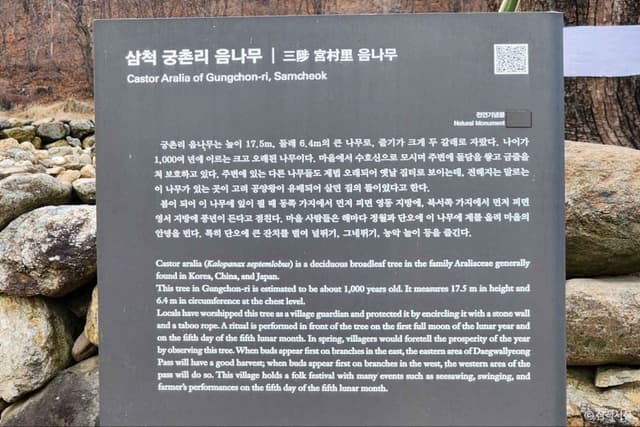 삼척 궁촌리 음나무 | 三陟 宮村里 음나무
Castor Aralia of Gungchon-ri, Samcheok
천연기념물
Natural Monument
궁촌리 음나무는 높이 17.5m, 둘레 6.4m의 큰 나무로, 줄기가 크게 두 갈래로 자랐다. 나이가
1,000여 년에 이르는 크고 오래된 나무이다. 마을에서 수호신으로 모시며 주변에 돌담을 쌓고 금줄을
쳐 보호하고 있다. 주변에 있는 다른 나무들도 제법 오래되어 옛날 집터로 보이는데, 전해지는 말로는
이 나무가 있는 곳이 고려 공양왕이 유배되어 살던 집의 뜰이었다고 한다.
봄이 되어 이 나무에 잎이 필 때 동쪽 가지에서 먼저 피면 영동 지방에, 북서쪽 가지에서 먼저 피면
영서 지방에 풍년이 든다고 점친다. 마을 사람들은 해마다 정월과 단오에 이 나무에 제를 올려 마을의
안녕을 빈다. 특히 단오에 큰 잔치를 벌여 널뛰기, 그네뛰기, 농악 놀이 등을 즐긴다.
Castor aralia (Kalopanax septemlobus) is a deciduous broadleaf tree in the family Araliaceae generally
found in Korea, China, and Japan.
This tree in Gungchon-ri is estimated to be about 1,000 years old. It measures 17.5 m in height and
6.4 m in circumference at the chest level.
Locals have worshipped this tree as a village guardian and protected it by encircling it with a stone wall
and a taboo rope. A ritual is performed in front of the tree on the first full moon of the lunar year and
on the fifth day of the fifth lunar month. In spring, villagers would foretell the prosperity of the year
by observing this tree. When buds appear first on branches in the east, the eastern area of Daegwallyeong
Pass will have a good harvest; when buds appear first on branches in the west, the western area of the
pass will do so. This village holds a folk festival with many events such as seesawing, swinging, and
farmer's performances on the fifth day of the fifth lunar month.